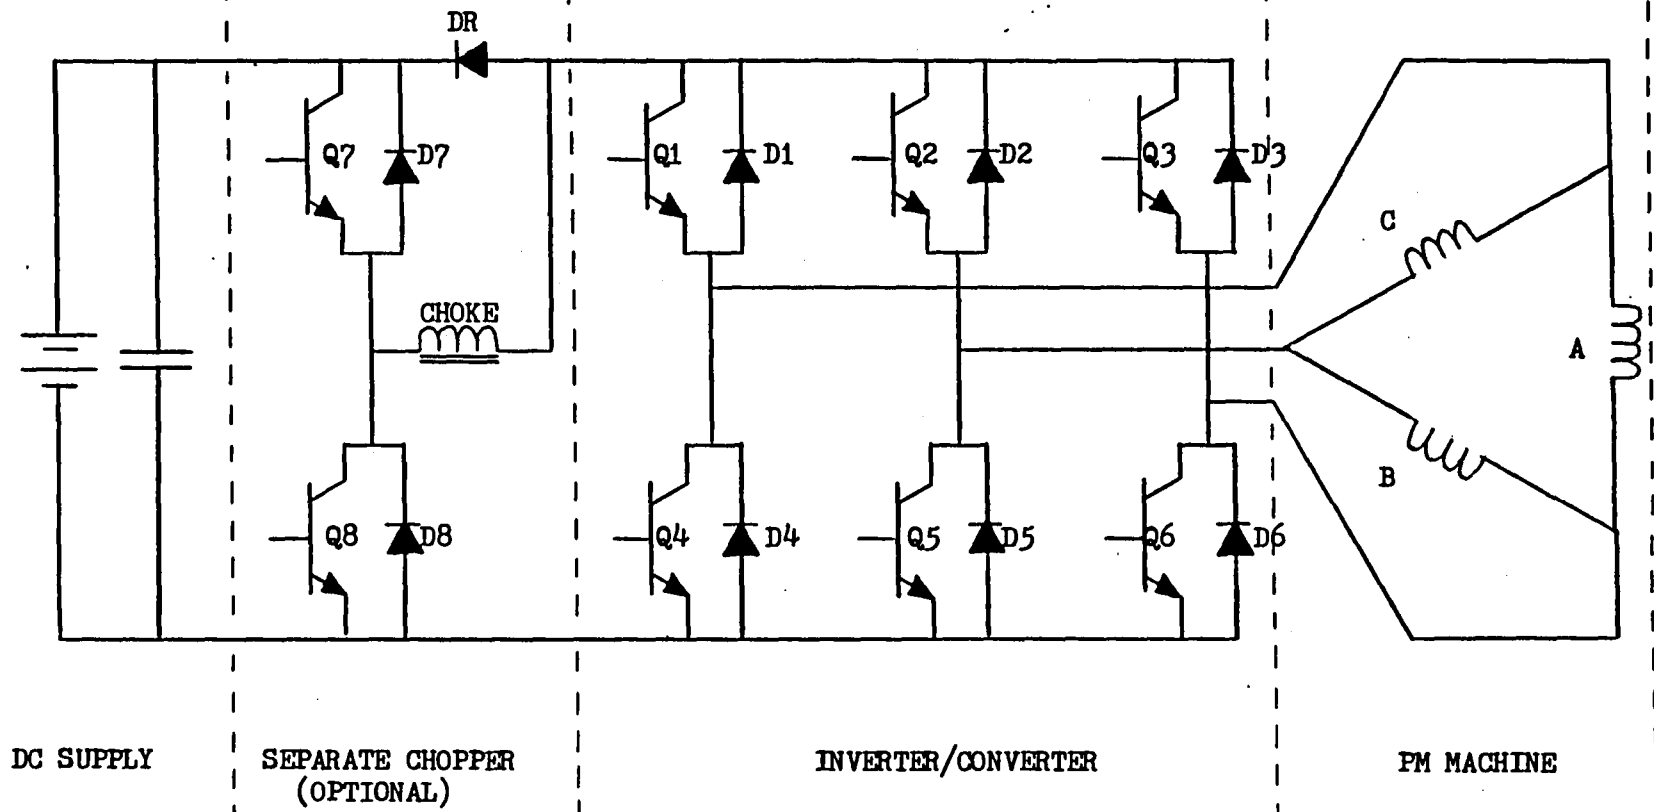 DR
Q7
D7
Q1
D1
Q2
D2
Q3
D3
C
CHOKE
A
B
Q8
D8
Q4
D4
Q5
D5
Q6
D6
DC SUPPLY
SEPARATE CHOPPER
(OPTIONAL)
INVERTER/CONVERTER
PM MACHINE